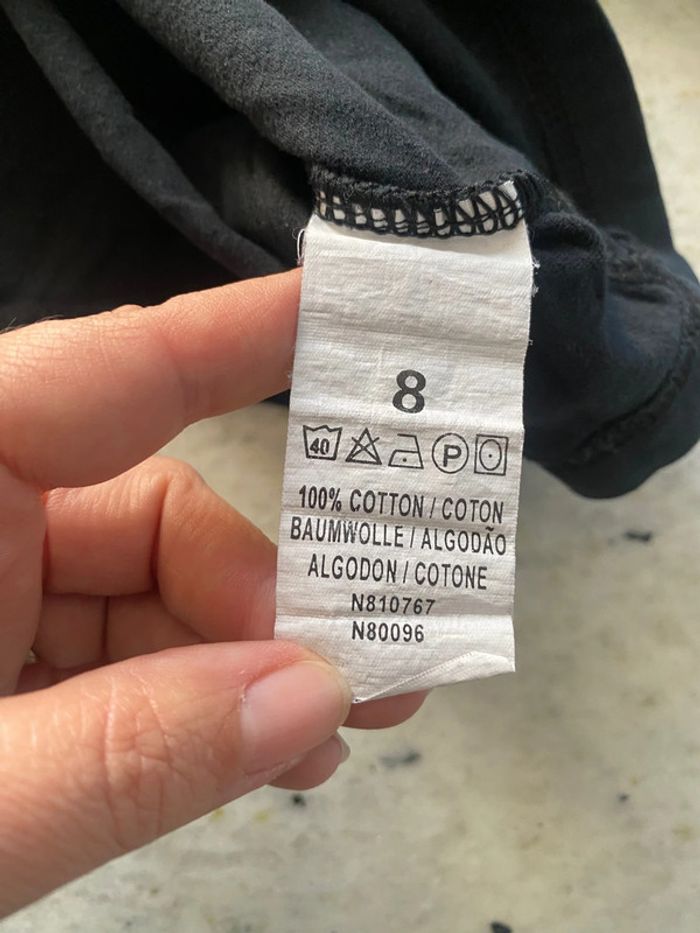 8
40 P
100% COTTON / COTON
BAUMWOLLE / ALGODÃO
ALGODON / COTONE
N810767
N80096